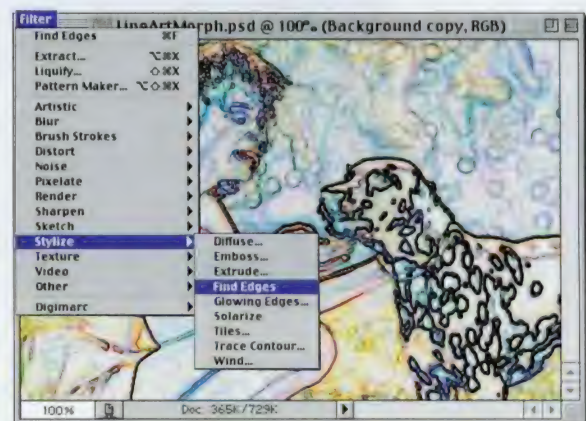 Filter
LineArtMorph.psd @ 100% (Background copy, RGB)
Find Edges ⌘F
Extract... ⌥⌘X
Liquify... ⇧⌘X
Pattern Maker... ⌥⇧⌘X
Artistic
Blur
Brush Strokes
Distort
Noise
Pixelate
Render
Sharpen
Sketch
Stylize
Texture
Video
Other
Digimarc
Diffuse...
Emboss...
Extrude...
Find Edges
Glowing Edges...
Solarize
Tiles...
Trace Contour...
Wind...
100%
Doc: 365K/729K